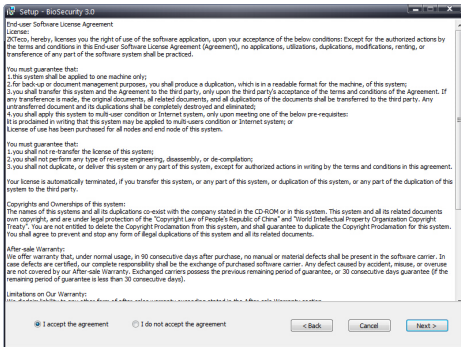 Setup - BioSecurity 3.0
End-user Software License Agreement
License:
ZKTeco, hereby, licenses you the right of use of the software application, upon your acceptance of the below conditions: Except for the authorized actions by
the terms and conditions in this End-user Software License Agreement (Agreement), no applications, utilizations, duplications, modifications, renting, or
transference of any part of the software system shall be practiced.
You must guarantee that:
1.this system shall be applied to one machine only;
2.for back-up or document management purposes, you shall produce a duplication, which is in a readable format for the machine, of this system;
3.you shall transfer this system and the Agreement to the third party, only upon the third party's acceptance of the terms and conditions of the Agreement. If
any transference is made, the original documents, all related documents, and all duplications of the documents shall be transferred to the third party. Any
untransferred document and its duplications shall be completely destroyed and eliminated;
4.you shall apply this system to multi-user condition or Internet system, only upon meeting one of the below pre-requisites:
It is proclaimed in writing that this system may be applied to multi-users condition or Internet system; or
License of use has been purchased for all nodes and end node of this system.
You must guarantee that:
1.you shall not re-transfer the license of this system;
2.you shall not perform any type of reverse engineering, disassembly, or de-compilation;
3.you shall not duplicate, or deliver this system or any part of this system, except for authorized actions in writing by the terms and conditions in this agreement.
Your license is automatically terminated, if you transfer this system, or any part of this system, or duplication of this system, or any part of the duplication of this
system to the third party.
Copyrights and Ownerships of this system:
The names of this systems and all its duplications co-exist with the company stated in the CD-ROM or in this system. This system and all its related documents
own copyright, and are under legal protection of the "Copyright Law of People's Republic of China" and "World Intellectual Property Organization Copyright
Treaty". You are not entitled to delete the Copyright Proclamation from this system, and shall guarantee to duplicate the Copyright Proclamation for this system.
You shall agree to prevent and stop any form of illegal duplications of this system and all its related documents.
After-sale Warranty:
We offer warranty that, under normal usage, in 90 consecutive days after purchase, no manual or material defects shall be present in the software carrier. In
case defects are certified, our complete responsibility shall be the exchange of purchased software carrier. Any defect caused by accident, misuse, or overuse
are not covered by our After-sale Warranty. Exchanged carriers possess the previous remaining period of guarantee, or 30 consecutive days guarantee (if the
remaining period of guarantee is less than 30 consecutive days).
Limitations on Our Warranty:
I accept the agreement
I do not accept the agreement
< Back
Cancel
Next >